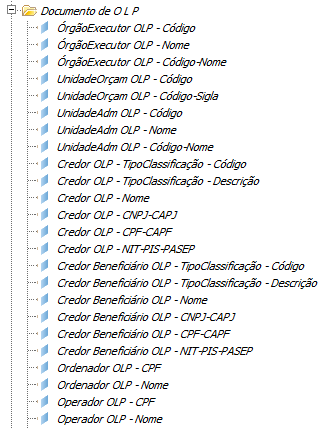 Documento de O L P
ÓrgãoExecutor OLP - Código
ÓrgãoExecutor OLP - Nome
ÓrgãoExecutor OLP - Código-Nome
UnidadeOrçam OLP - Código
UnidadeOrçam OLP - Código-Sigla
UnidadeAdm OLP - Código
UnidadeAdm OLP - Nome
UnidadeAdm OLP - Código-Nome
Credor OLP - TipoClassificação - Código
Credor OLP - TipoClassificação - Descrição
Credor OLP - Nome
Credor OLP - CNPJ-CAPJ
Credor OLP - CPF-CAPF
Credor OLP - NIT-PIS-PASEP
Credor Beneficiário OLP - TipoClassificação - Código
Credor Beneficiário OLP - TipoClassificação - Descrição
Credor Beneficiário OLP - Nome
Credor Beneficiário OLP - CNPJ-CAPJ
Credor Beneficiário OLP - CPF-CAPF
Credor Beneficiário OLP - NIT-PIS-PASEP
Ordenador OLP - CPF
Ordenador OLP - Nome
Operador OLP - CPF
Operador OLP - Nome